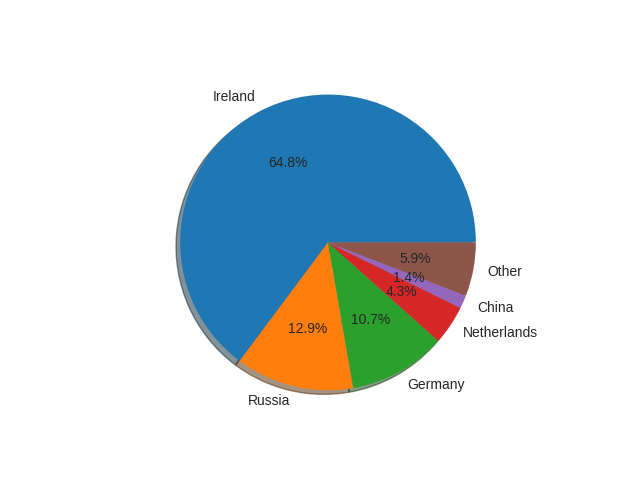 Ireland
64.8%
5.9%
Other
1.4%
4.3%
China
12.9%
10.7%
Netherlands
Germany
Russia